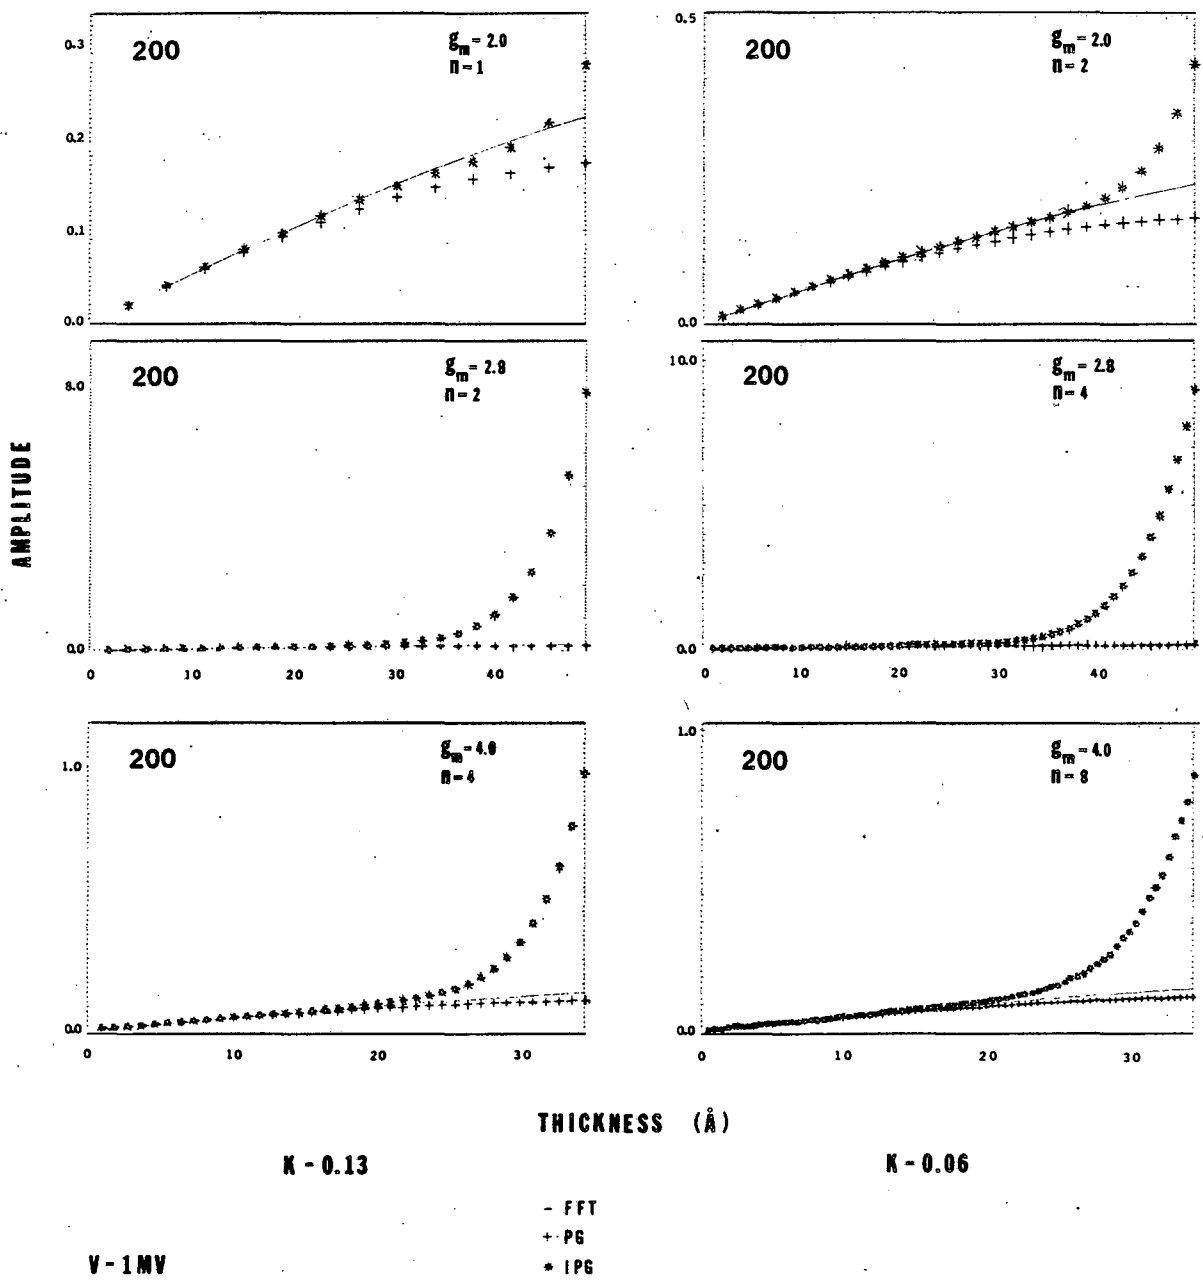 0.3
200
g_m=2.0
n=1
0.2
0.1
0.0
0.5
200
g_m=2.0
n=2
0.0
8.0
200
g_m=2.8
n=2
0.0
0 10 20 30 40
10.0
200
g_m=2.8
n=4
0.0
0 10 20 30 40
AMPLITUDE
1.0
200
g_m=4.0
n=4
0.0
0 10 20 30
1.0
200
g_m=4.0
n=8
0.0
0 10 20 30
THICKNESS (Å)
K-0.13
K-0.06
- FFT
+ PG
* IPG
V-1MV